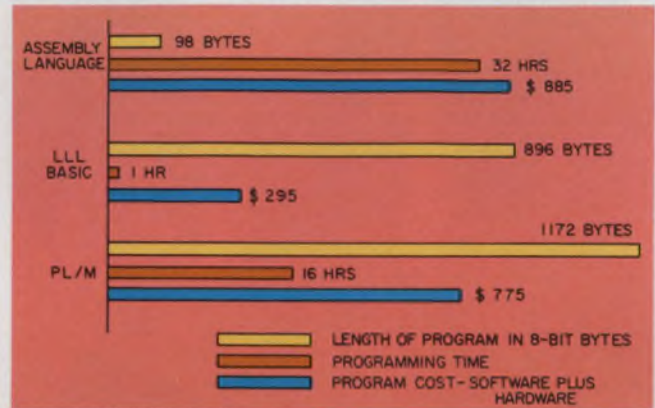 98 BYTES
ASSEMBLY
LANGUAGE
32 HRS
$ 885
896 BYTES
LLL
BASIC
1 HR
$ 295
1172 BYTES
PL/M
16 HRS
$ 775
LENGTH OF PROGRAM IN 8-BIT BYTES
PROGRAMMING TIME
PROGRAM COST-SOFTWARE PLUS
HARDWARE